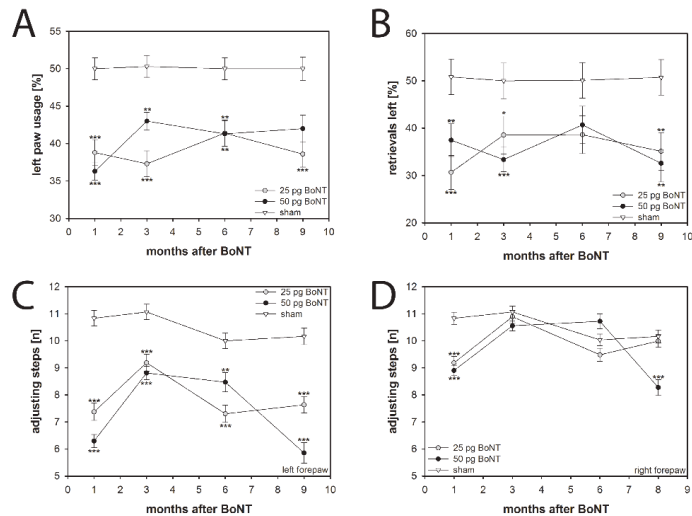 A
left paw usage [%]
55
50
45
40
35
30
***
***
**
***
**
**
***
25 pg BoNT
50 pg BoNT
sham
0 1 2 3 4 5 6 7 8 9 10
months after BoNT
B
retrievals left [%]
60
50
40
30
20
**
***
*
***
**
**
25 pg BoNT
50 pg BoNT
sham
0 1 2 3 4 5 6 7 8 9 10
months after BoNT
C
adjusting steps [n]
12
11
10
9
8
7
6
5
25 pg BoNT
50 pg BoNT
sham
***
***
***
***
**
***
***
***
left forepaw
0 1 2 3 4 5 6 7 8 9 10
months after BoNT
D
adjusting steps [n]
12
11
10
9
8
7
6
5
***
***
***
25 pg BoNT
50 pg BoNT
sham
right forepaw
0 1 2 3 4 5 6 7 8 9
months after BoNT